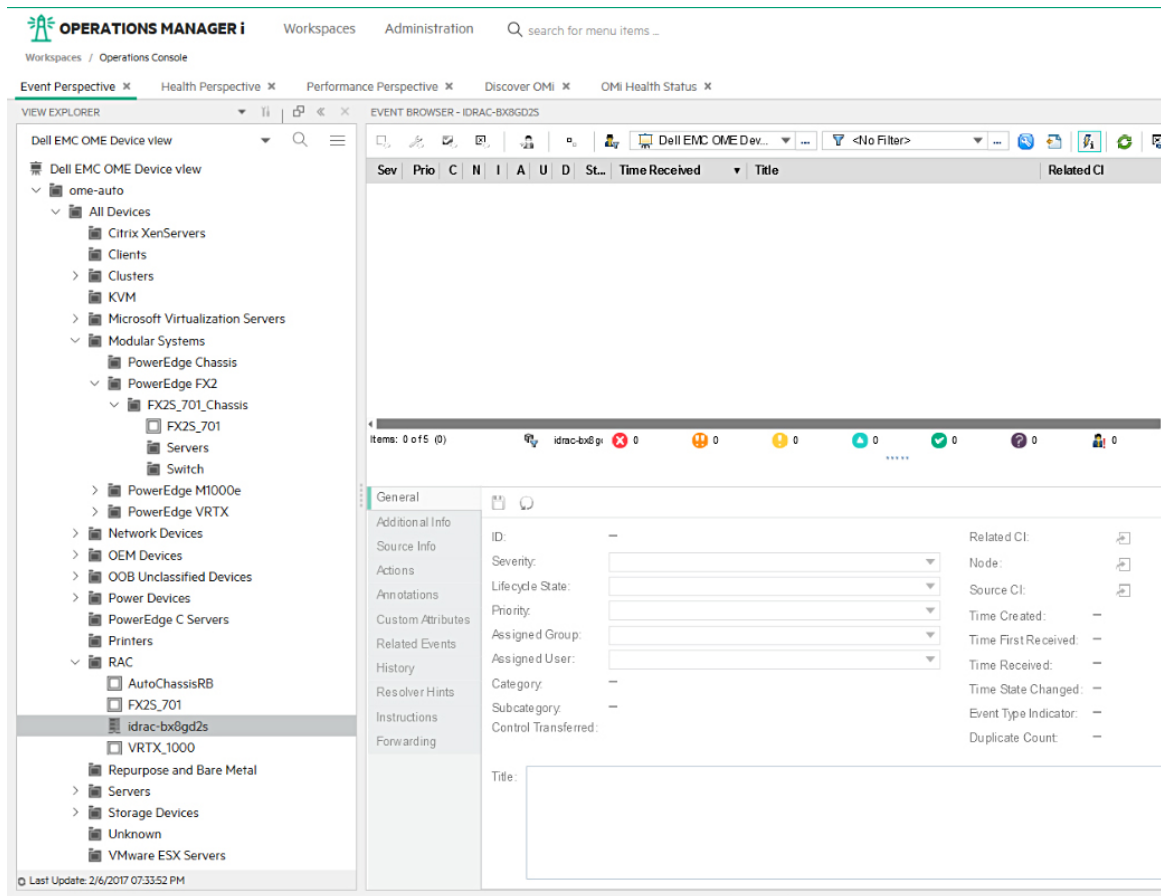 OPERATIONS MANAGER i Workspaces Administration search for menu items ...
Workspaces / Operations Console
Event Perspective × Health Perspective × Performance Perspective × Discover OMi × OMi Health Status ×
VIEW EXPLORER
Dell EMC OME Device view
Dell EMC OME Device view
ome-auto
All Devices
Citrix XenServers
Clients
Clusters
KVM
Microsoft Virtualization Servers
Modular Systems
PowerEdge Chassis
PowerEdge FX2
FX2S_701_Chassis
FX2S_701
Servers
Switch
PowerEdge M1000e
PowerEdge VRTX
Network Devices
OEM Devices
OOB Unclassified Devices
Power Devices
PowerEdge C Servers
Printers
RAC
AutoChassisRB
FX2S_701
idrac-bx8gd2s
VRTX_1000
Repurpose and Bare Metal
Servers
Storage Devices
Unknown
VMware ESX Servers
Last Update: 2/6/2017 07:33:52 PM
EVENT BROWSER - IDRAC-BX8GD2S
Dell EMC OME Dev... ... <No Filter> ...
Sev Prio C N I A U D St... Time Received Title Related CI
Items: 0 of 5 (0) idrac-bx8g 0 0 0 0 0 0 0
General
Additional Info
Source Info
Actions
Annotations
Custom Attributes
Related Events
History
Resolver Hints
Instructions
Forwarding
ID: —
Severity:
Lifecycle State:
Priority:
Assigned Group:
Assigned User:
Category: —
Subcategory: —
Control Transferred:
Related CI:
Node:
Source CI:
Time Created: —
Time First Received: —
Time Received: —
Time State Changed: —
Event Type Indicator: —
Duplicate Count: —
Title: